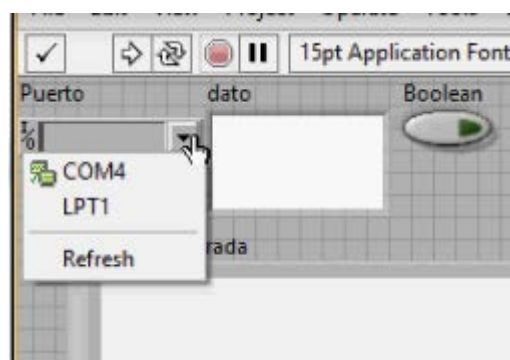 15pt Application Font
Puerto dato Boolean
COM4
LPT1
rada
Refresh